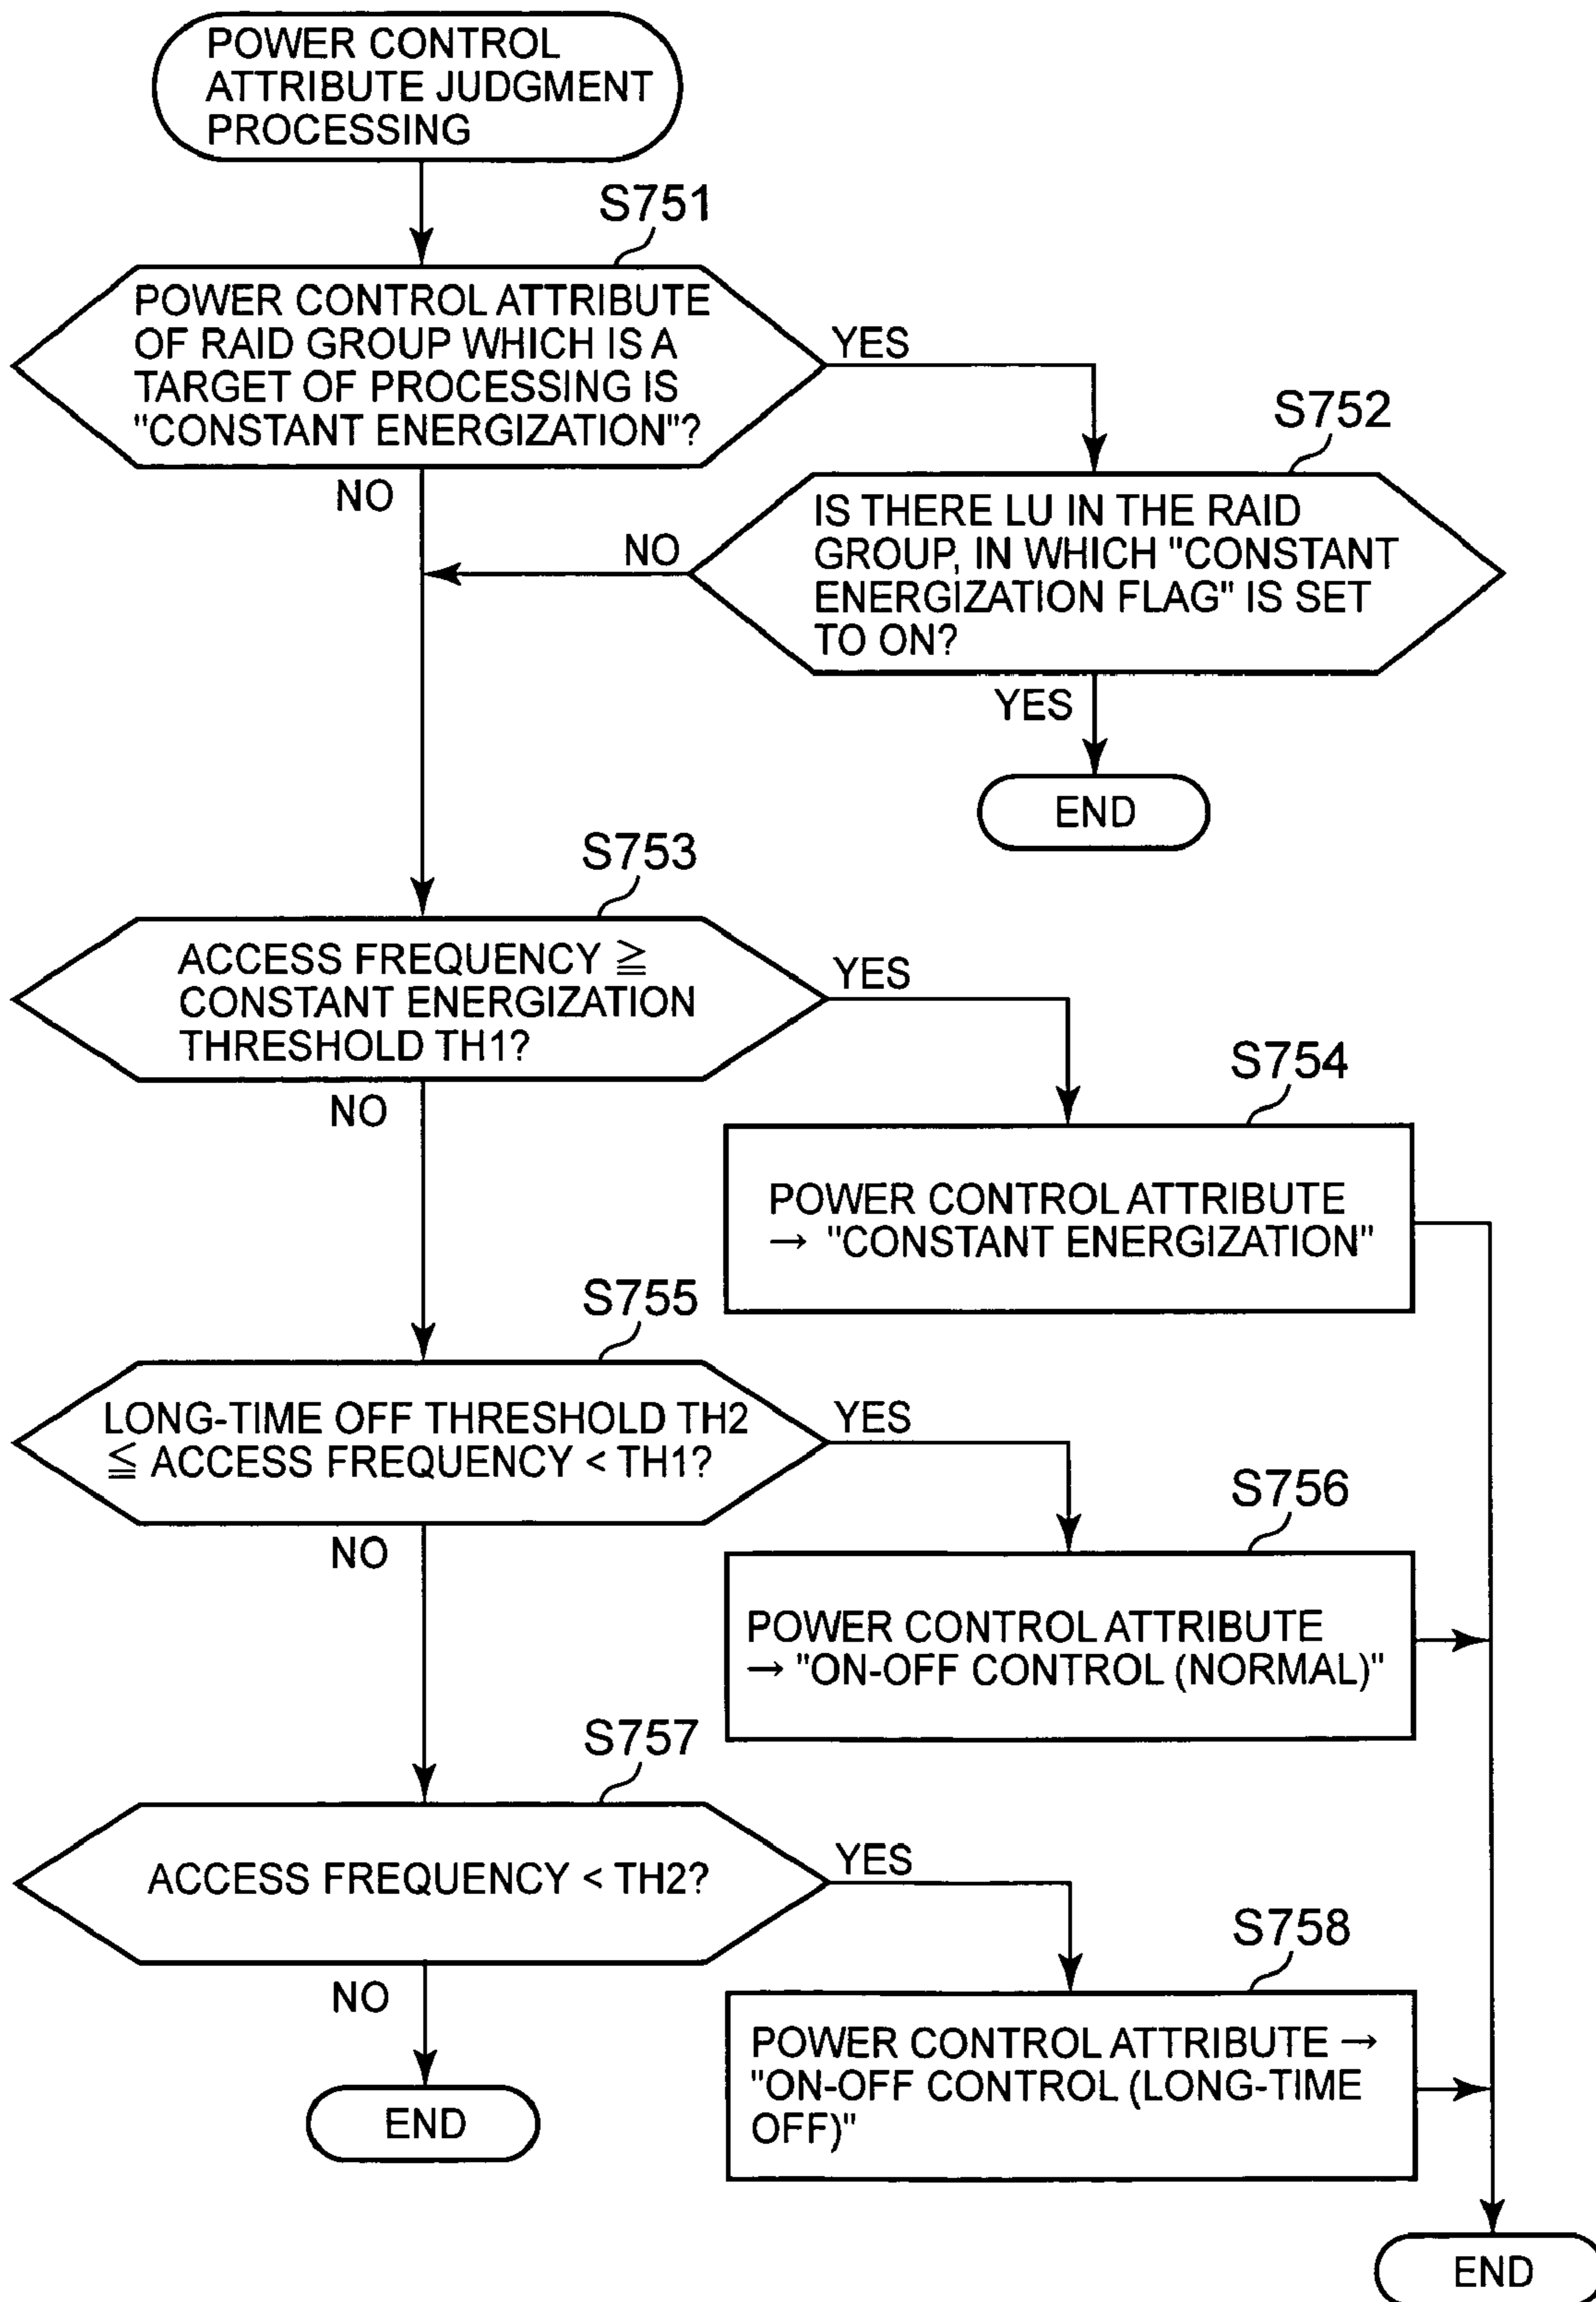 POWER CONTROL
ATTRIBUTE JUDGMENT
PROCESSING
S751
POWER CONTROL ATTRIBUTE
OF RAID GROUP WHICH IS A
TARGET OF PROCESSING IS
"CONSTANT ENERGIZATION"?
YES
NO
S752
IS THERE LU IN THE RAID
GROUP, IN WHICH "CONSTANT
ENERGIZATION FLAG" IS SET
TO ON?
NO
YES
END
S753
ACCESS FREQUENCY ≧
CONSTANT ENERGIZATION
THRESHOLD TH1?
YES
NO
S754
POWER CONTROL ATTRIBUTE
→ "CONSTANT ENERGIZATION"
S755
LONG-TIME OFF THRESHOLD TH2
≦ ACCESS FREQUENCY < TH1?
YES
NO
S756
POWER CONTROL ATTRIBUTE
→ "ON-OFF CONTROL (NORMAL)"
S757
ACCESS FREQUENCY < TH2?
YES
NO
S758
POWER CONTROL ATTRIBUTE →
"ON-OFF CONTROL (LONG-TIME
OFF)"
END
END